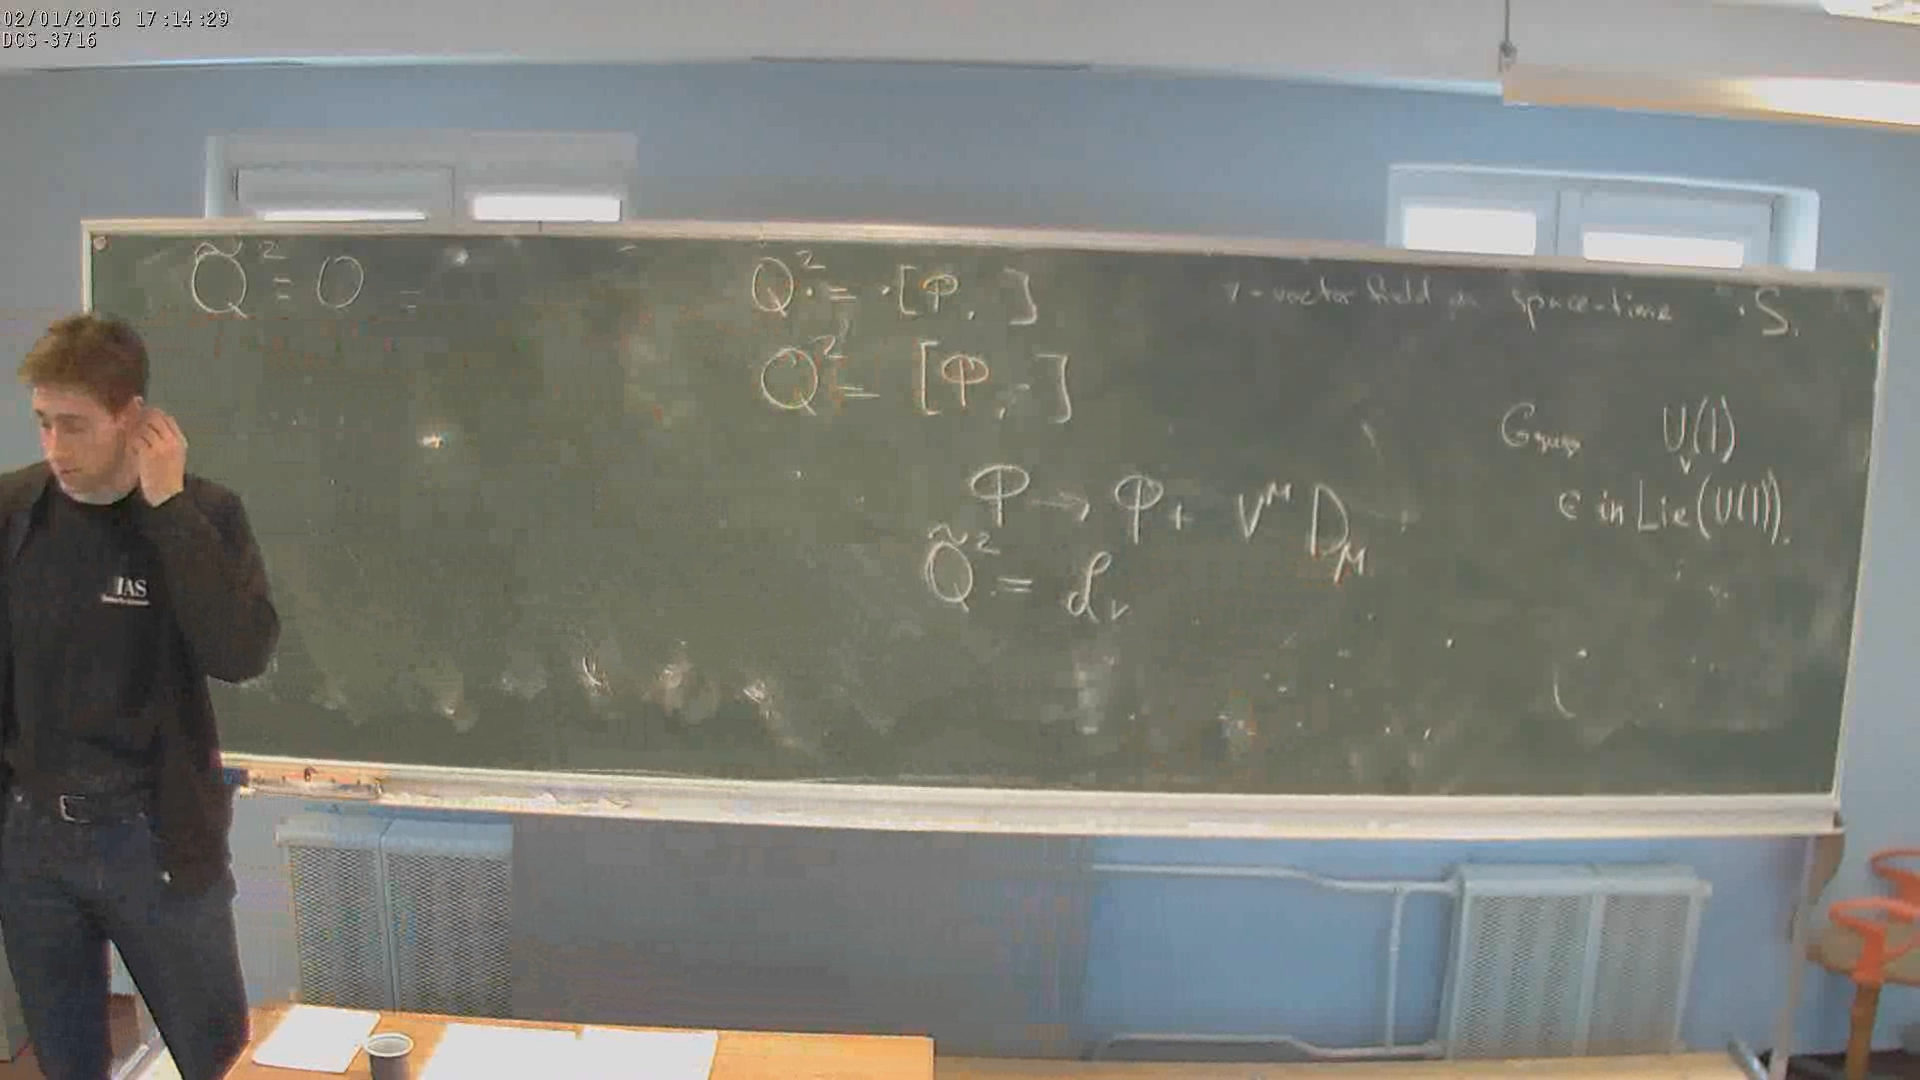 02/01/2016 17:14:29
DCS-3716
Q̃² = 0 =
Q² = [φ, ]
v - vector field on space-time · S.
Q² = [φ, · ]
G U(1)
φ → φ + V^M D_M
ϵ in Lie(U(1)).
Q̃² = ℒ_v
IAS